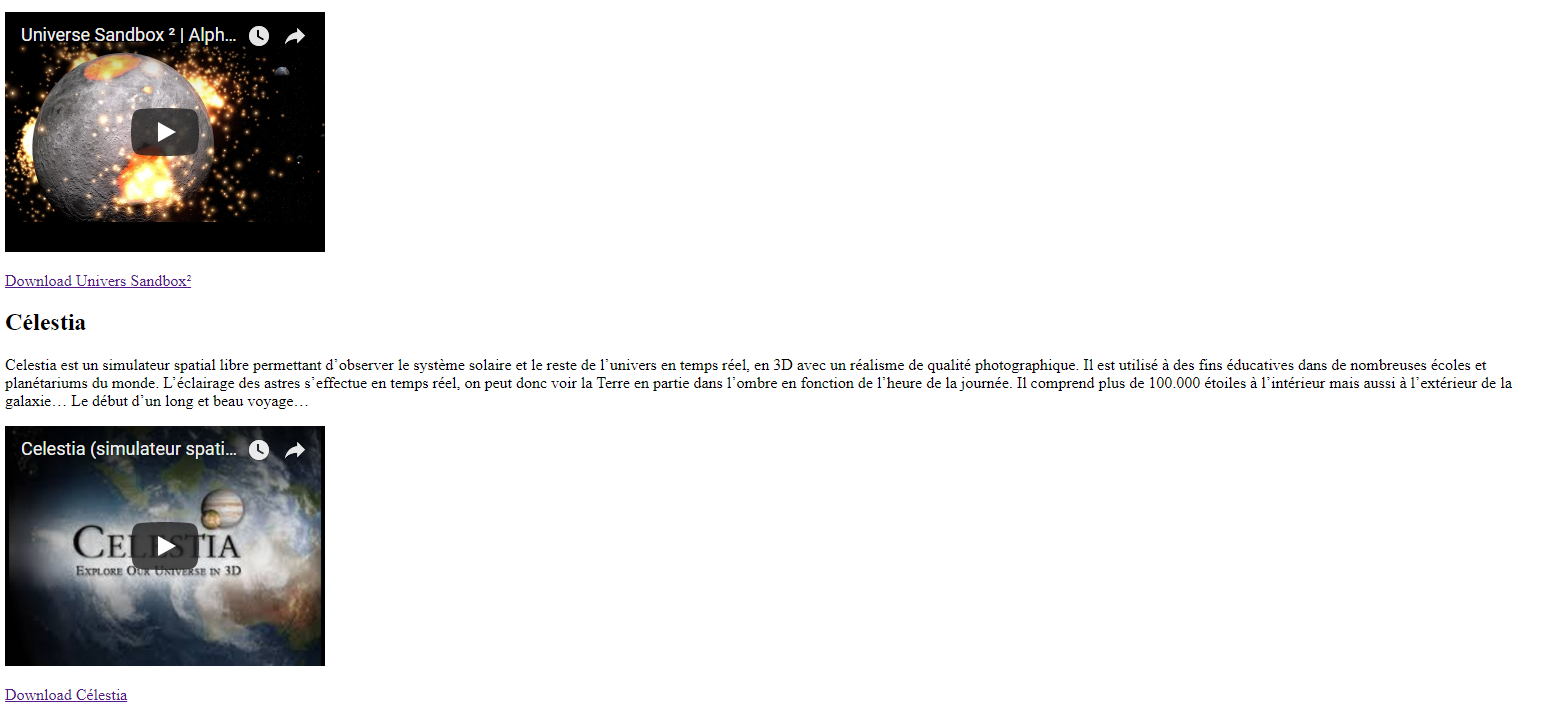 Universe Sandbox ² | Alph...
Download Univers Sandbox²
Célestia
Celestia est un simulateur spatial libre permettant d’observer le système solaire et le reste de l’univers en temps réel, en 3D avec un réalisme de qualité photographique. Il est utilisé à des fins éducatives dans de nombreuses écoles et
planétariums du monde. L’éclairage des astres s’effectue en temps réel, on peut donc voir la Terre en partie dans l’ombre en fonction de l’heure de la journée. Il comprend plus de 100.000 étoiles à l’intérieur mais aussi à l’extérieur de la
galaxie… Le début d’un long et beau voyage…
Celestia (simulateur spati...
CELESTIA
EXPLORE OUR UNIVERSE IN 3D
Download Célestia